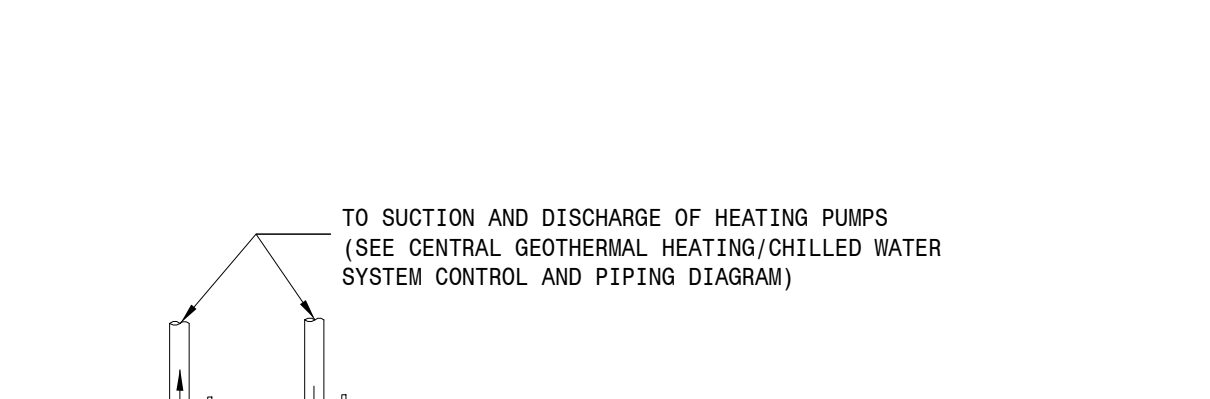 TO SUCTION AND DISCHARGE OF HEATING PUMPS
(SEE CENTRAL GEOTHERMAL HEATING/CHILLED WATER
SYSTEM CONTROL AND PIPING DIAGRAM)